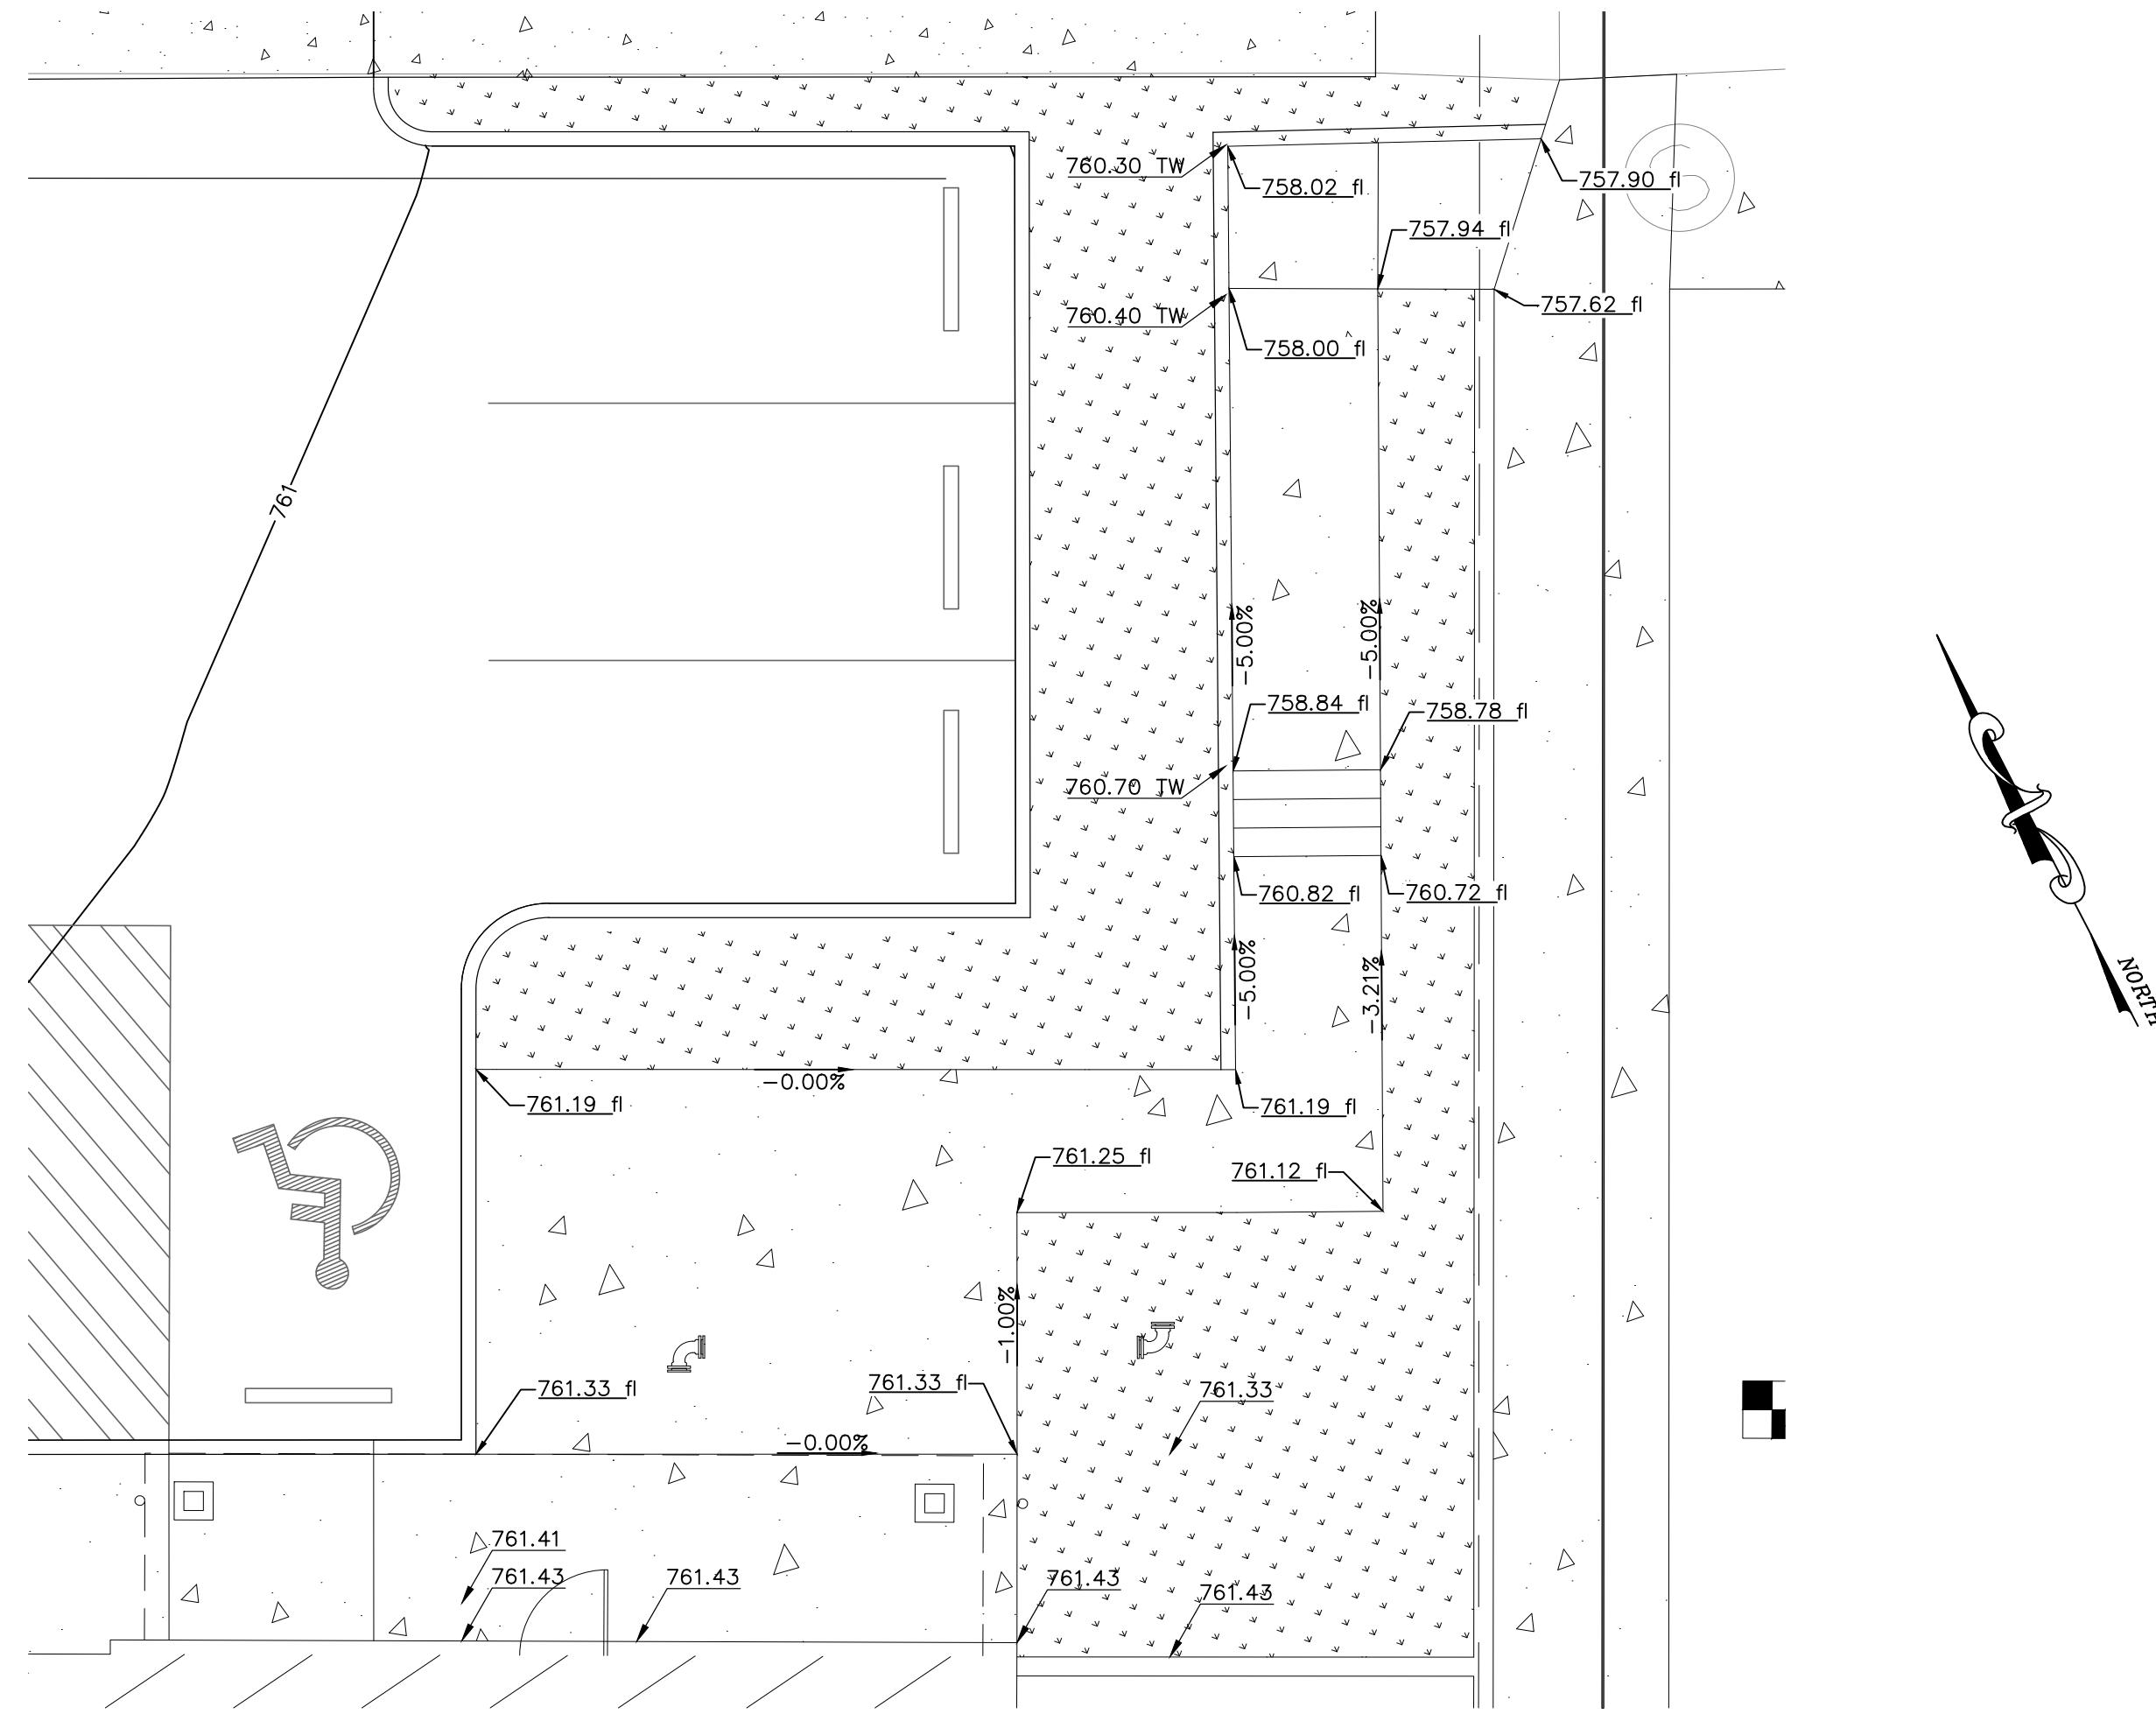 760.30 TW
758.02 fl
757.90 fl
757.94 fl
760.40 TW
757.62 fl
758.00 fl
761
-5.00%
-5.00%
758.84 fl
758.78 fl
760.70 TW
760.82 fl
760.72 fl
-5.00%
-3.21%
NORTH
-0.00%
761.19 fl
761.19 fl
761.25 fl
761.12 fl
-1.00%
761.33 fl
761.33 fl
761.33
-0.00%
761.41
761.43
761.43
761.43
761.43